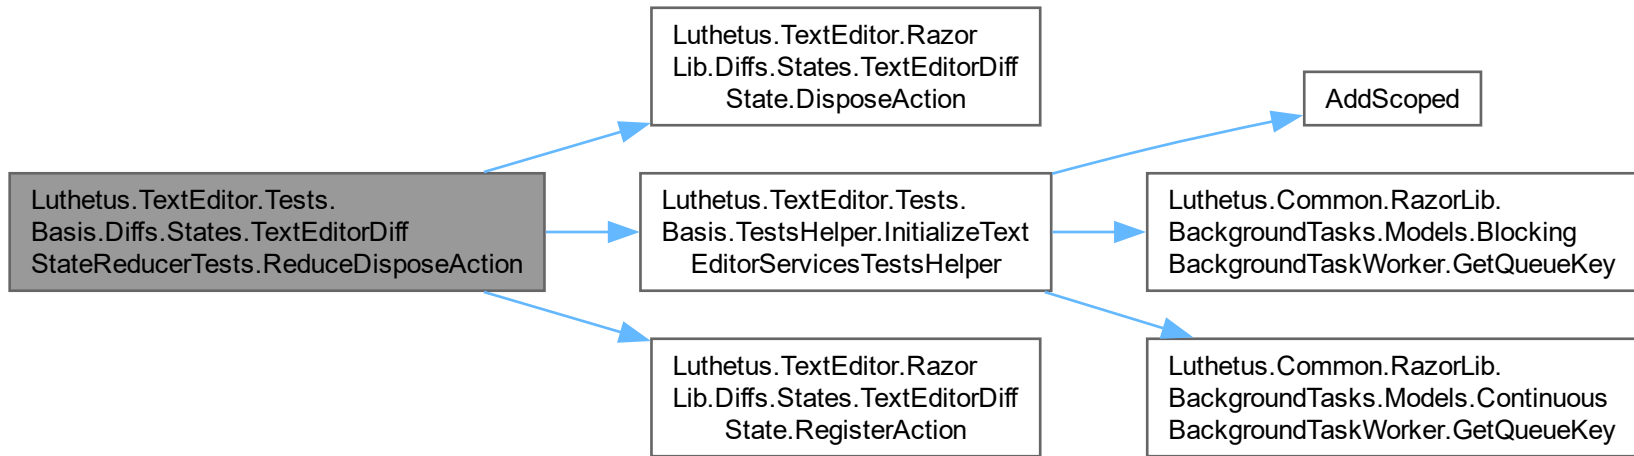 Luthetus.TextEditor.Tests.
Basis.Diffs.States.TextEditorDiff
StateReducerTests.ReduceDisposeAction
Luthetus.TextEditor.Razor
Lib.Diffs.States.TextEditorDiff
State.DisposeAction
Luthetus.TextEditor.Tests.
Basis.TestsHelper.InitializeText
EditorServicesTestsHelper
Luthetus.TextEditor.Razor
Lib.Diffs.States.TextEditorDiff
State.RegisterAction
AddScoped
Luthetus.Common.RazorLib.
BackgroundTasks.Models.Blocking
BackgroundTaskWorker.GetQueueKey
Luthetus.Common.RazorLib.
BackgroundTasks.Models.Continuous
BackgroundTaskWorker.GetQueueKey